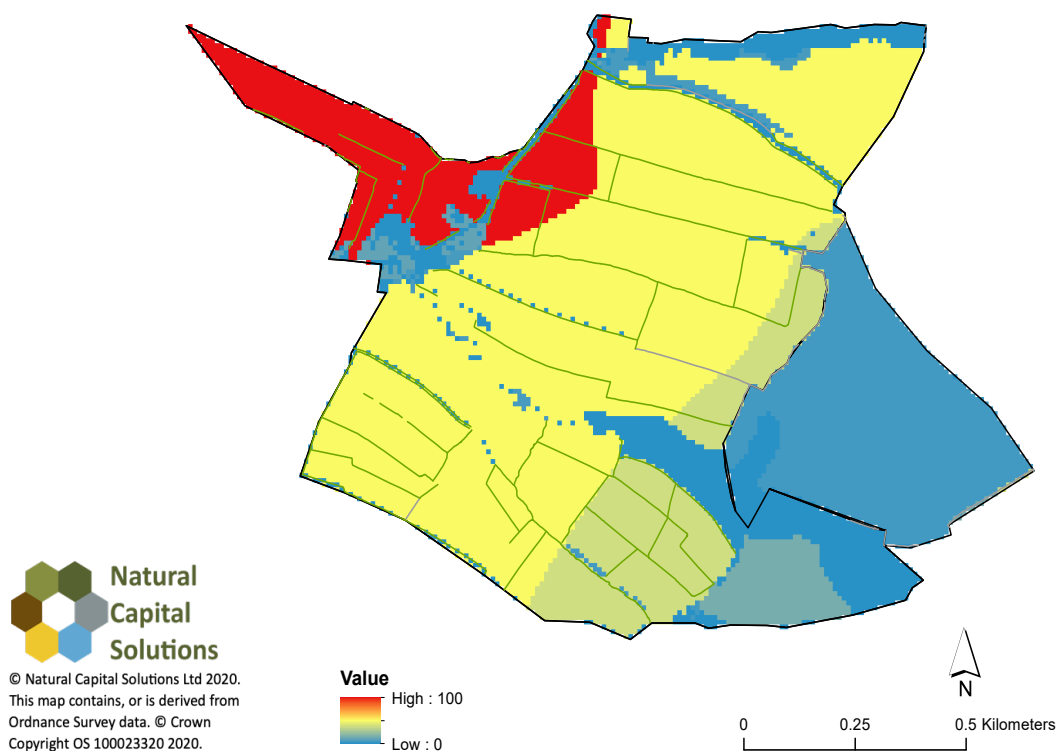 Natural
Capital
Solutions
© Natural Capital Solutions Ltd 2020.
This map contains, or is derived from
Ordnance Survey data. © Crown
Copyright OS 100023320 2020.
Value
High : 100
Low : 0
N
0 0.25 0.5 Kilometers